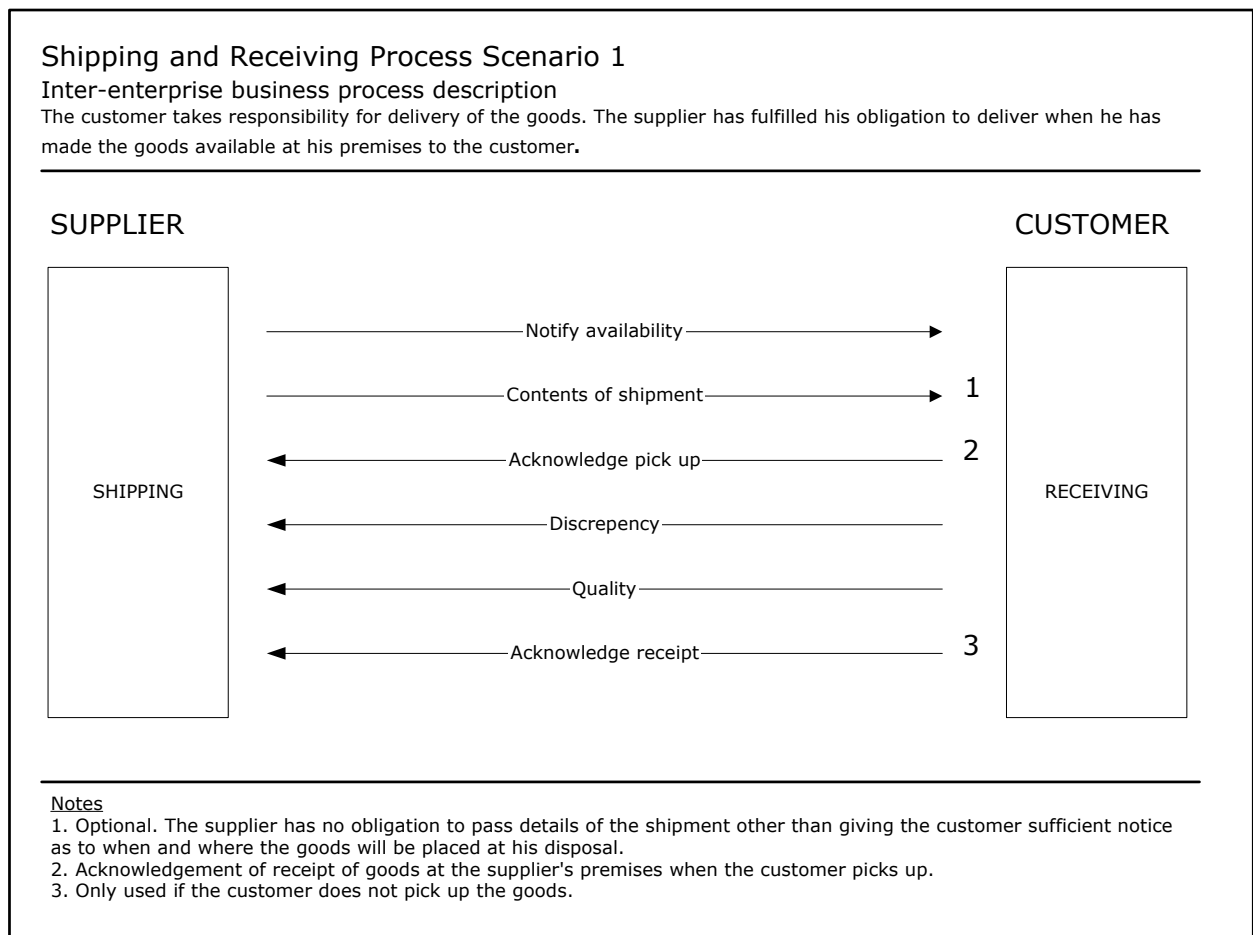 Shipping and Receiving Process Scenario 1
Inter-enterprise business process description
The customer takes responsibility for delivery of the goods. The supplier has fulfilled his obligation to deliver when he has
made the goods available at his premises to the customer.
SUPPLIER
CUSTOMER
Notify availability
Contents of shipment
1
Acknowledge pick up
2
SHIPPING
RECEIVING
Discrepency
Quality
Acknowledge receipt
3
Notes
1. Optional. The supplier has no obligation to pass details of the shipment other than giving the customer sufficient notice
as to when and where the goods will be placed at his disposal.
2. Acknowledgement of receipt of goods at the supplier's premises when the customer picks up.
3. Only used if the customer does not pick up the goods.